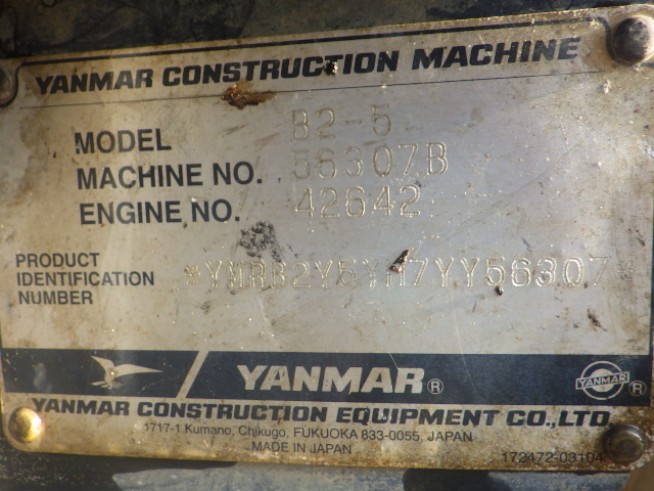 YANMAR CONSTRUCTION MACHINE
MODEL B2-5
MACHINE NO. 56307B
ENGINE NO. 42642
PRODUCT
IDENTIFICATION
NUMBER *YMRB2Y5YH7YY56307*
YANMAR® YANMAR ®
YANMAR CONSTRUCTION EQUIPMENT CO.,LTD.
1717-1 Kumano, Chikugo, FUKUOKA 833-0055, JAPAN
MADE IN JAPAN
172472-03104